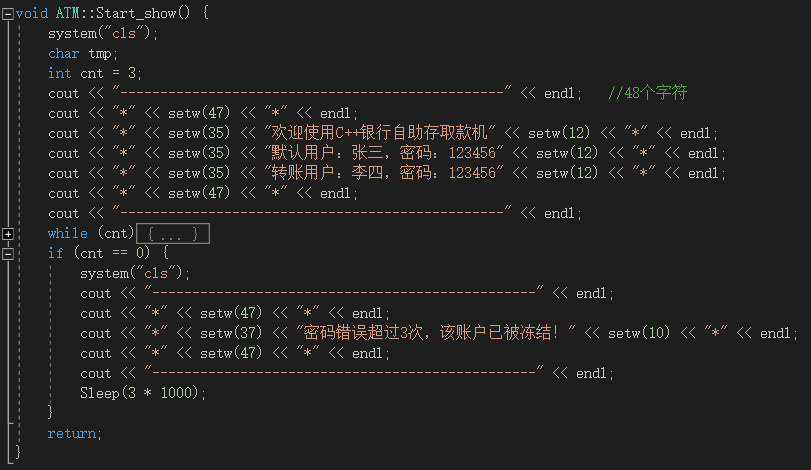 void ATM::Start_show() {
system("cls");
char tmp;
int cnt = 3;
cout << "------------------------------------------------" << endl;   //48个字符
cout << "*" << setw(47) << "*" << endl;
cout << "*" << setw(35) << "欢迎使用C++银行自助存取款机" << setw(12) << "*" << endl;
cout << "*" << setw(35) << "默认用户：张三，密码：123456" << setw(12) << "*" << endl;
cout << "*" << setw(35) << "转账用户：李四，密码：123456" << setw(12) << "*" << endl;
cout << "*" << setw(47) << "*" << endl;
cout << "------------------------------------------------" << endl;
while (cnt) { ... }
if (cnt == 0) {
system("cls");
cout << "------------------------------------------------" << endl;
cout << "*" << setw(47) << "*" << endl;
cout << "*" << setw(37) << "密码错误超过3次，该账户已被冻结！" << setw(10) << "*" << endl;
cout << "*" << setw(47) << "*" << endl;
cout << "------------------------------------------------" << endl;
Sleep(3 * 1000);
}
return;
}